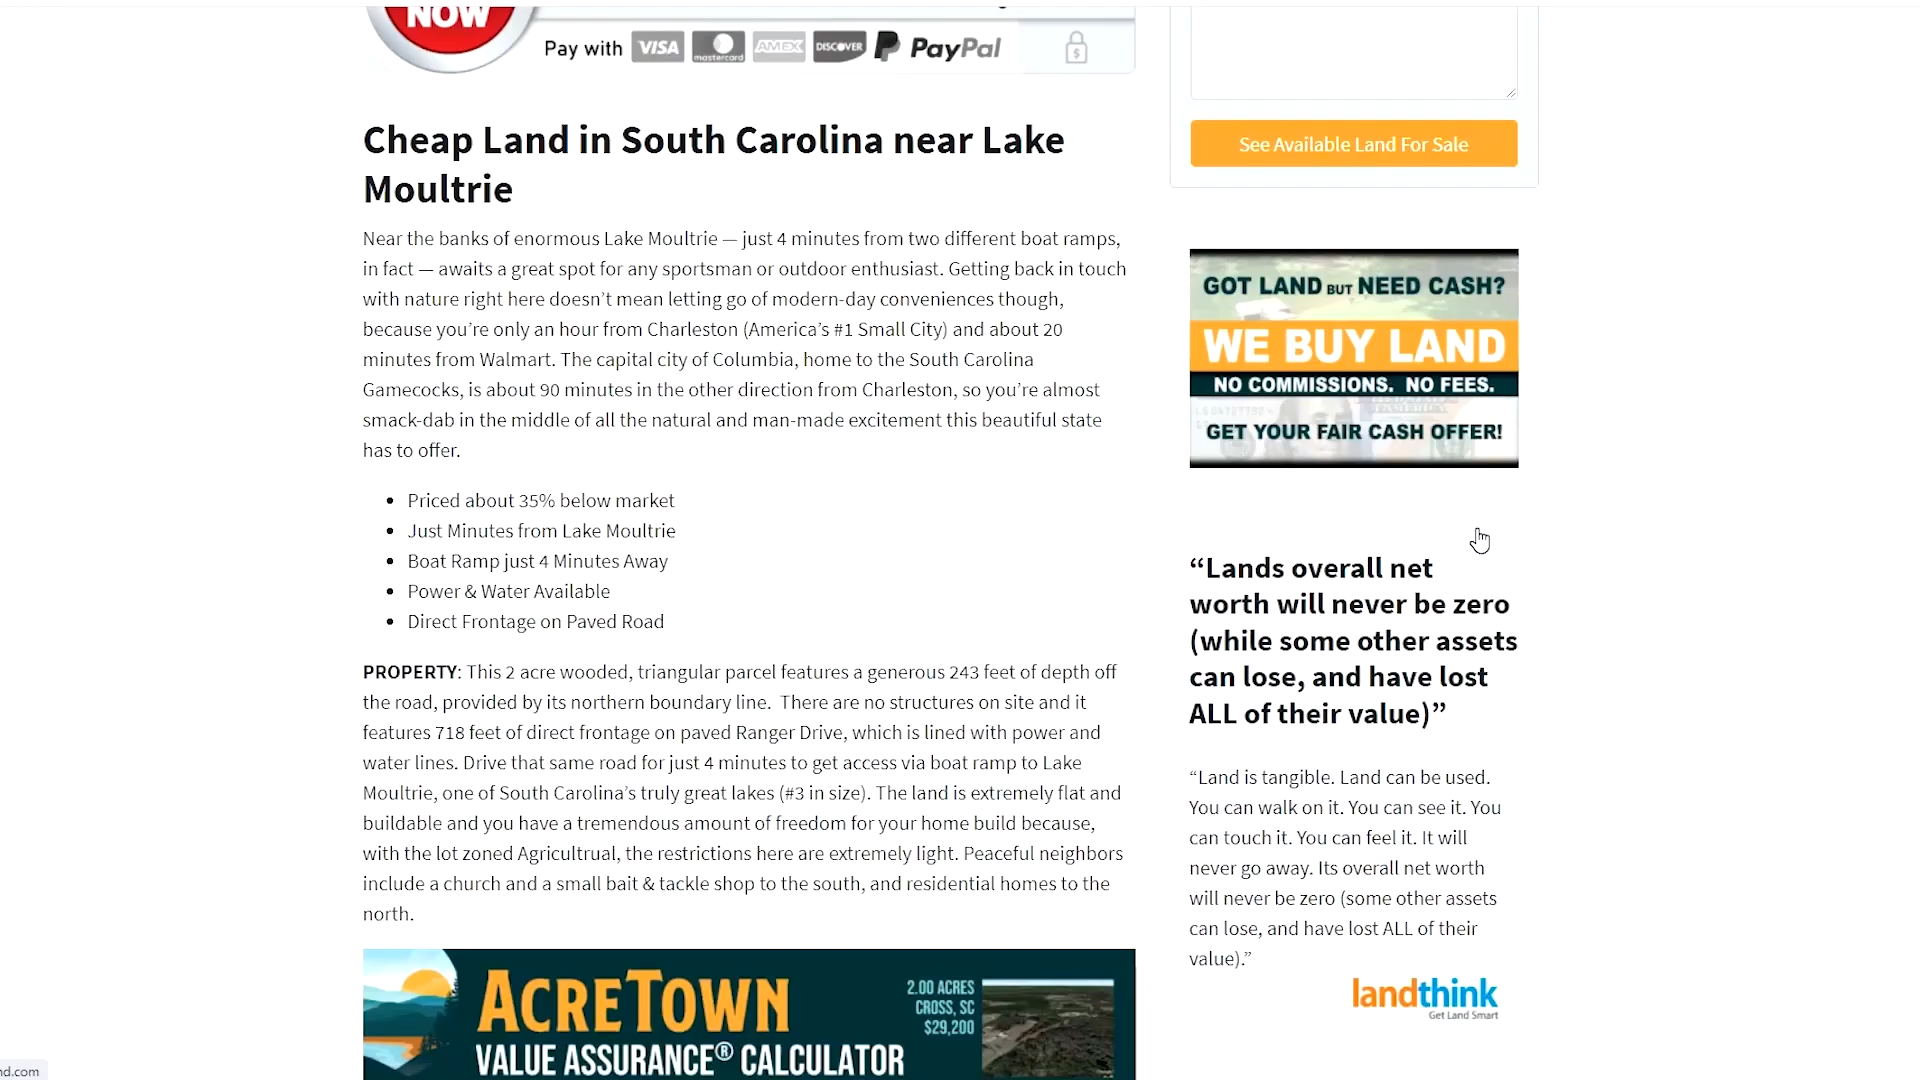 NOW
Pay with VISA mastercard AMEX DISCOVER PayPal
Cheap Land in South Carolina near Lake
Moultrie
Near the banks of enormous Lake Moultrie — just 4 minutes from two different boat ramps,
in fact — awaits a great spot for any sportsman or outdoor enthusiast. Getting back in touch
with nature right here doesn’t mean letting go of modern-day conveniences though,
because you’re only an hour from Charleston (America’s #1 Small City) and about 20
minutes from Walmart. The capital city of Columbia, home to the South Carolina
Gamecocks, is about 90 minutes in the other direction from Charleston, so you’re almost
smack-dab in the middle of all the natural and man-made excitement this beautiful state
has to offer.
• Priced about 35% below market
• Just Minutes from Lake Moultrie
• Boat Ramp just 4 Minutes Away
• Power & Water Available
• Direct Frontage on Paved Road
PROPERTY: This 2 acre wooded, triangular parcel features a generous 243 feet of depth off
the road, provided by its northern boundary line.  There are no structures on site and it
features 718 feet of direct frontage on paved Ranger Drive, which is lined with power and
water lines. Drive that same road for just 4 minutes to get access via boat ramp to Lake
Moultrie, one of South Carolina’s truly great lakes (#3 in size). The land is extremely flat and
buildable and you have a tremendous amount of freedom for your home build because,
with the lot zoned Agricultrual, the restrictions here are extremely light. Peaceful neighbors
include a church and a small bait & tackle shop to the south, and residential homes to the
north.
ACRETOWN
VALUE ASSURANCE® CALCULATOR
2.00 ACRES
CROSS, SC
$29,200
See Available Land For Sale
GOT LAND BUT NEED CASH?
WE BUY LAND
NO COMMISSIONS. NO FEES.
GET YOUR FAIR CASH OFFER!
“Lands overall net
worth will never be zero
(while some other assets
can lose, and have lost
ALL of their value)”
“Land is tangible. Land can be used.
You can walk on it. You can see it. You
can touch it. You can feel it. It will
never go away. Its overall net worth
will never be zero (some other assets
can lose, and have lost ALL of their
value).”
landthink
Get Land Smart
nd.com